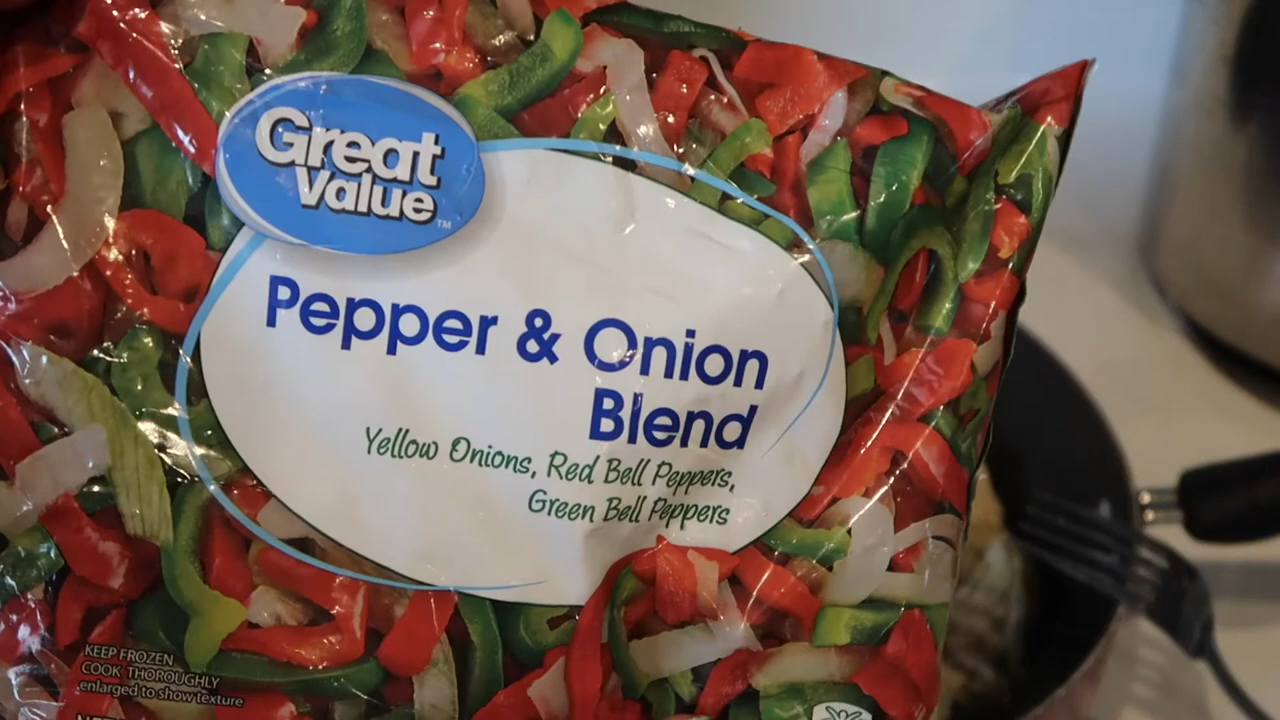 Great
Value™
Pepper & Onion
Blend
Yellow Onions, Red Bell Peppers,
Green Bell Peppers
KEEP FROZEN
COOK THOROUGHLY
enlarged to show texture